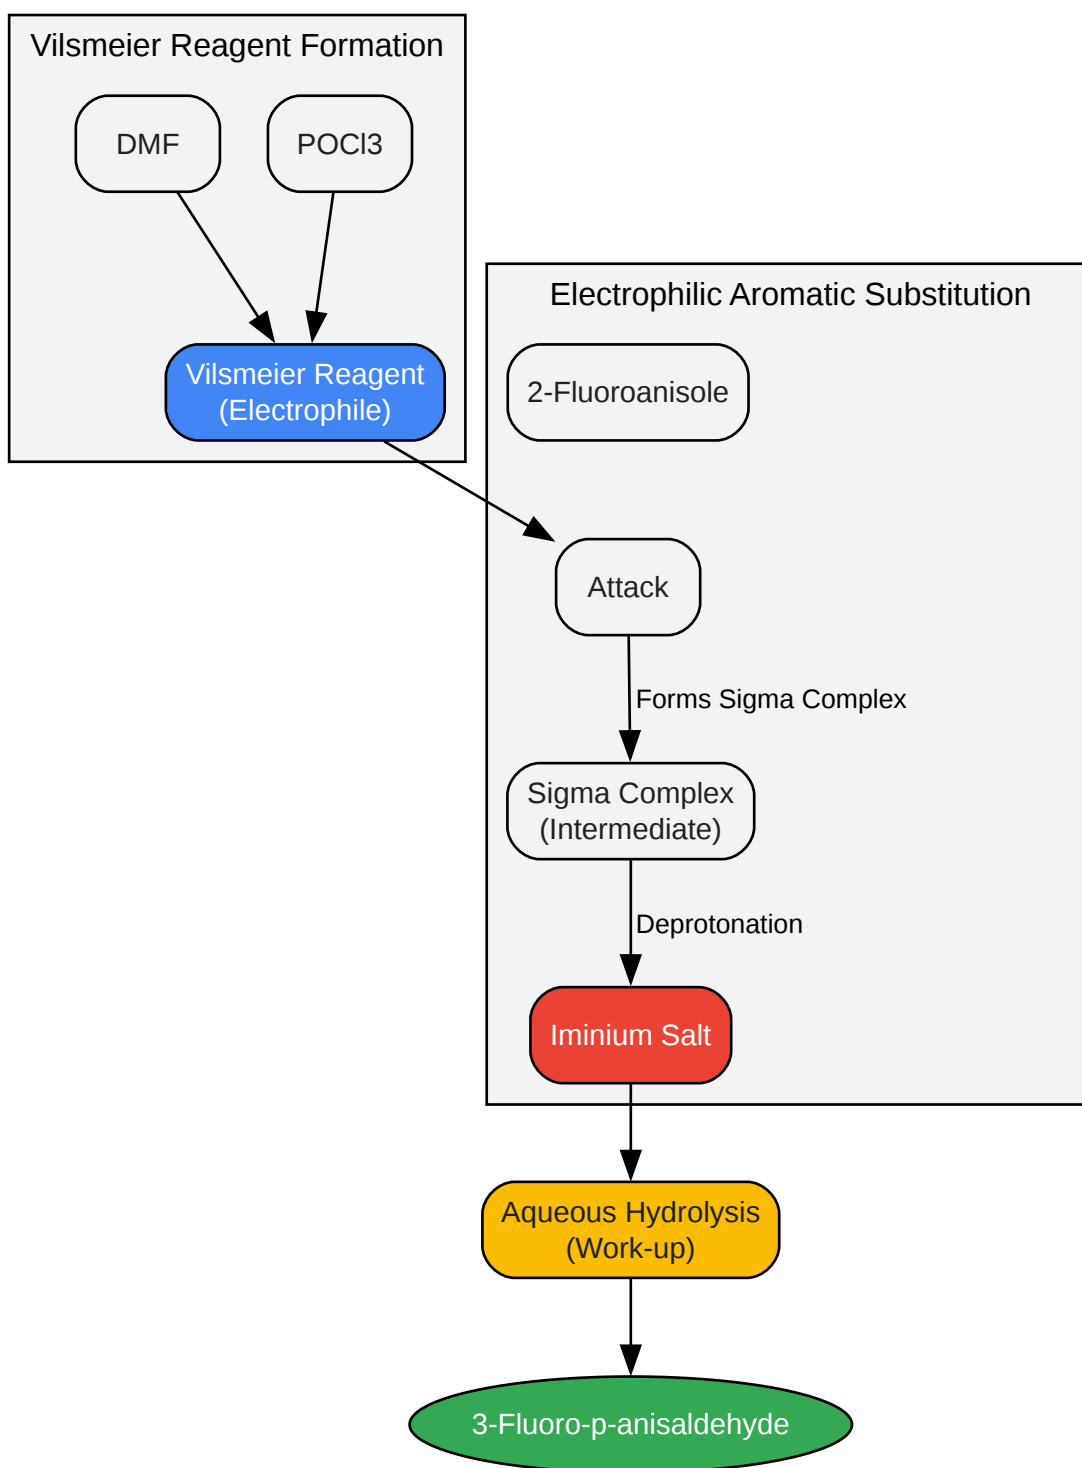 Vilsmeier Reagent Formation
DMF
POCl3
Vilsmeier Reagent
(Electrophile)
Electrophilic Aromatic Substitution
2-Fluoroanisole
Attack
Forms Sigma Complex
Sigma Complex
(Intermediate)
Deprotonation
Iminium Salt
Aqueous Hydrolysis
(Work-up)
3-Fluoro-p-anisaldehyde